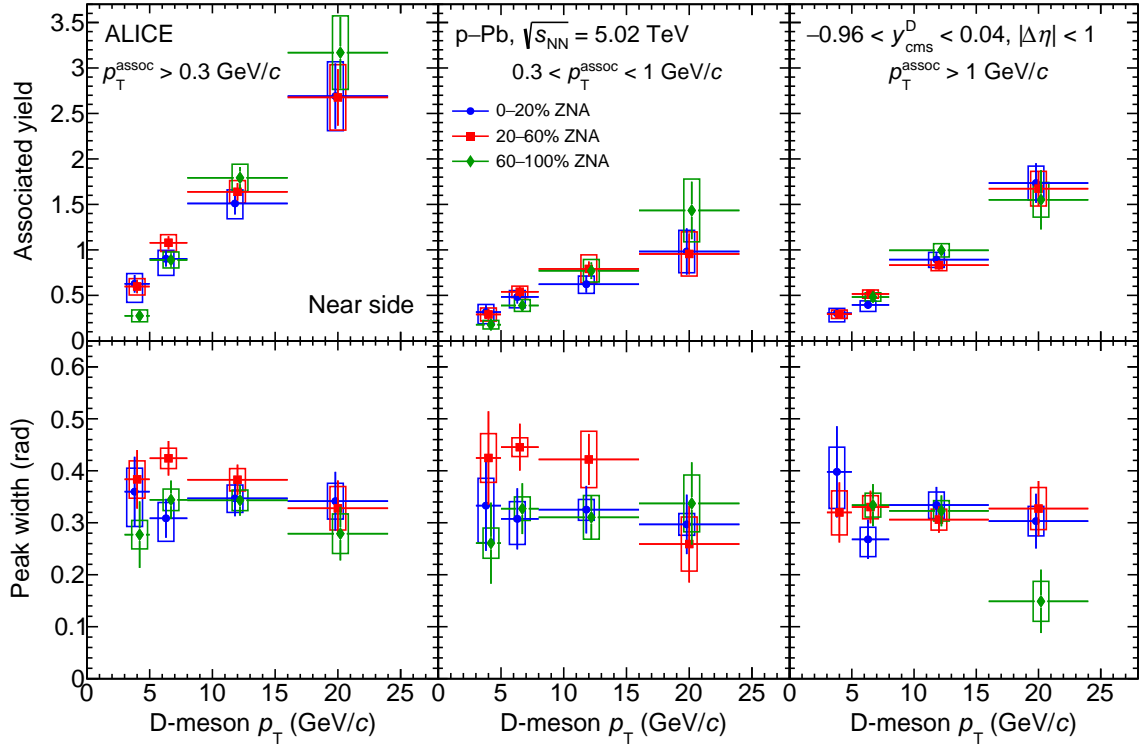 ALICE
p_T^assoc > 0.3 GeV/c
Near side
p–Pb, √s_NN = 5.02 TeV
0.3 < p_T^assoc < 1 GeV/c
0–20% ZNA
20–60% ZNA
60–100% ZNA
−0.96 < y_cms^D < 0.04, |Δη| < 1
p_T^assoc > 1 GeV/c
Associated yield
3.5
3
2.5
2
1.5
1
0.5
0
Peak width (rad)
0.6
0.5
0.4
0.3
0.2
0.1
0
0 5 10 15 20 25
0 5 10 15 20 25
0 5 10 15 20 25
D-meson p_T (GeV/c)
D-meson p_T (GeV/c)
D-meson p_T (GeV/c)